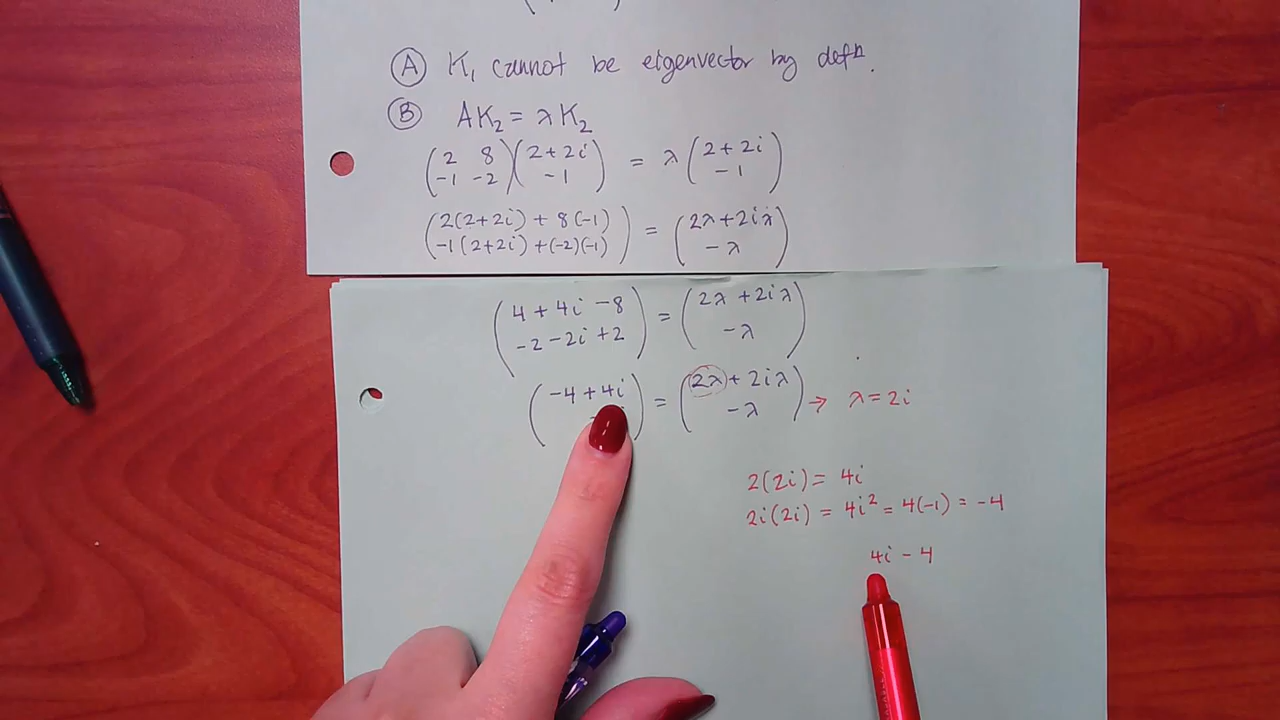 Ⓐ K₁ cannot be eigenvector by defⁿ.
Ⓑ AK₂ = λK₂
(2 8
-1 -2)(2+2i
-1) = λ(2+2i
-1)
(2(2+2i) + 8(-1)
-1(2+2i) + (-2)(-1)) = (2λ+2iλ
-λ)
(4+4i-8
-2-2i+2) = (2λ+2iλ
-λ)
(-4+4i) = (2λ+2iλ
-λ) → λ=2i
2(2i) = 4i
2i(2i) = 4i² = 4(-1) = -4
4i-4